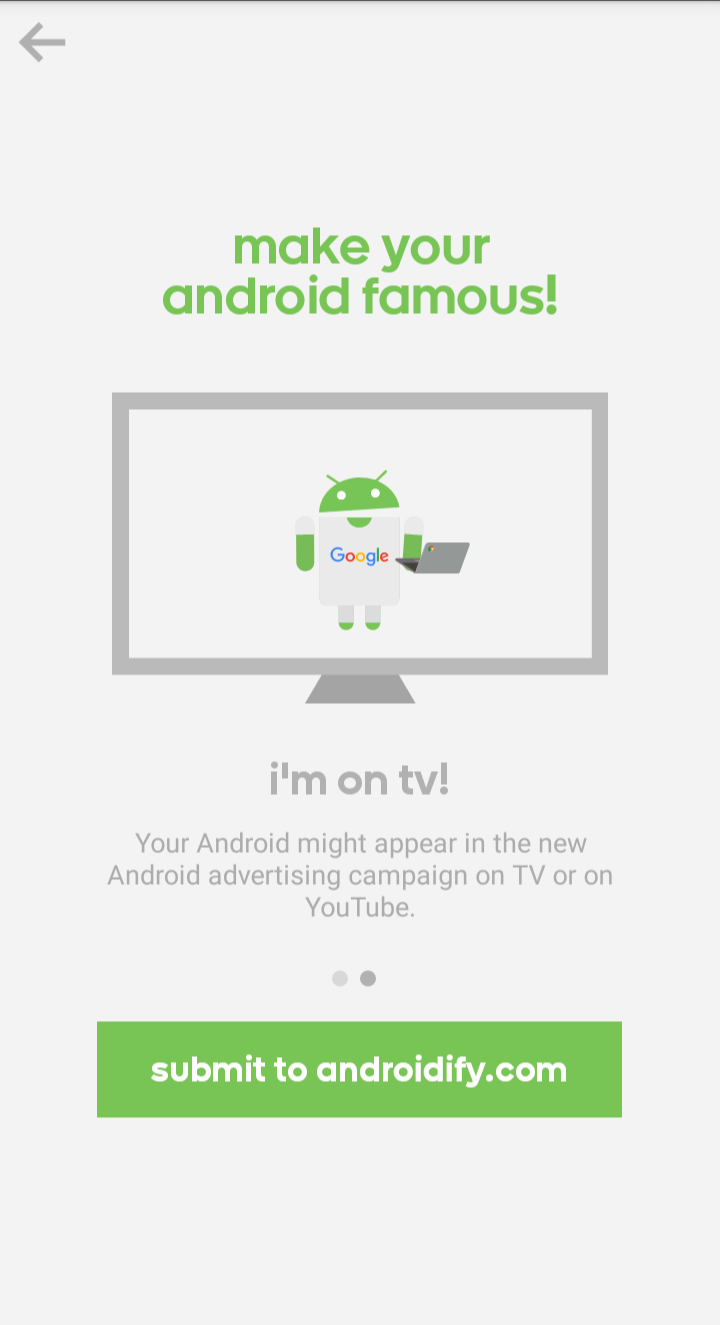 make your
android famous!
Google
i'm on tv!
Your Android might appear in the new
Android advertising campaign on TV or on
YouTube.
submit to androidify.com